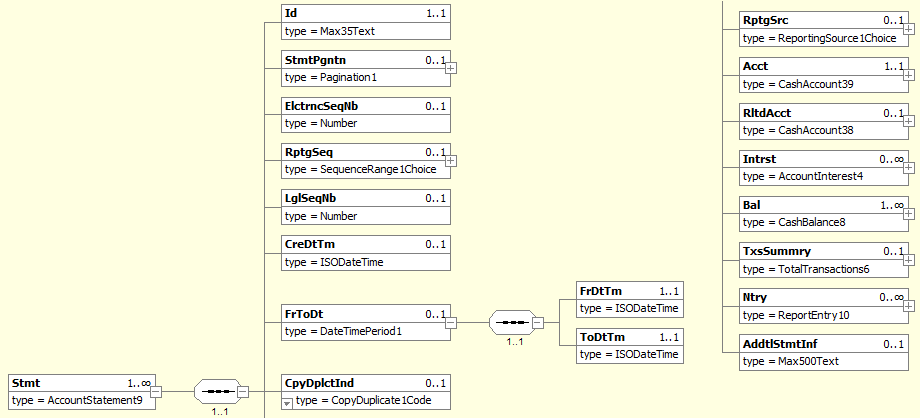 Id 1..1
type = Max35Text
StmtPgntn 0..1
type = Pagination1
ElctrncSeqNb 0..1
type = Number
RptgSeq 0..1
type = SequenceRange1Choice
LglSeqNb 0..1
type = Number
CreDtTm 0..1
type = ISODateTime
FrToDt 0..1
type = DateTimePeriod1
1..1
FrDtTm 1..1
type = ISODateTime
ToDtTm 1..1
type = ISODateTime
Stmt 1..∞
type = AccountStatement9
1..1
CpyDplctInd 0..1
type = CopyDuplicate1Code
RptgSrc 0..1
type = ReportingSource1Choice
Acct 1..1
type = CashAccount39
RltdAcct 0..1
type = CashAccount38
Intrst 0..∞
type = AccountInterest4
Bal 1..∞
type = CashBalance8
TxsSummry 0..1
type = TotalTransactions6
Ntry 0..∞
type = ReportEntry10
AddtlStmtInf 0..1
type = Max500Text